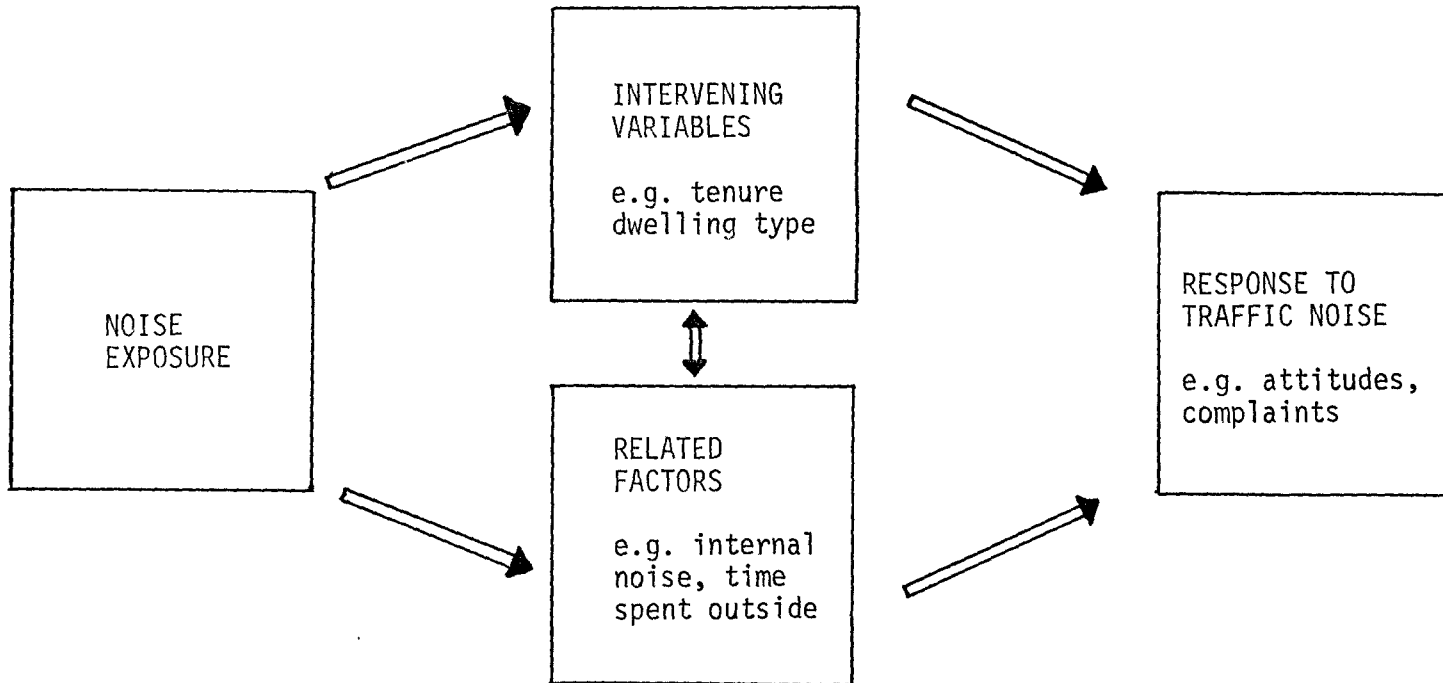 NOISE
EXPOSURE
INTERVENING
VARIABLES
e.g. tenure
dwelling type
RELATED
FACTORS
e.g. internal
noise, time
spent outside
RESPONSE TO
TRAFFIC NOISE
e.g. attitudes,
complaints